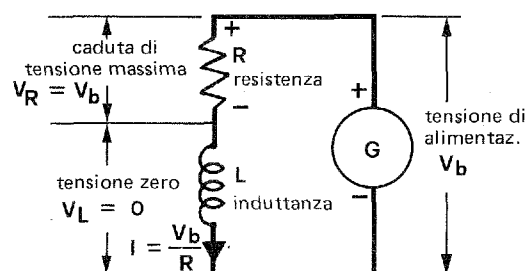 caduta di
tensione massima
V_R = V_b
+
R
resistenza
−
tensione zero
V_L = 0
L
induttanza
I = V_b/R
+
G
−
tensione di
alimentaz.
V_b